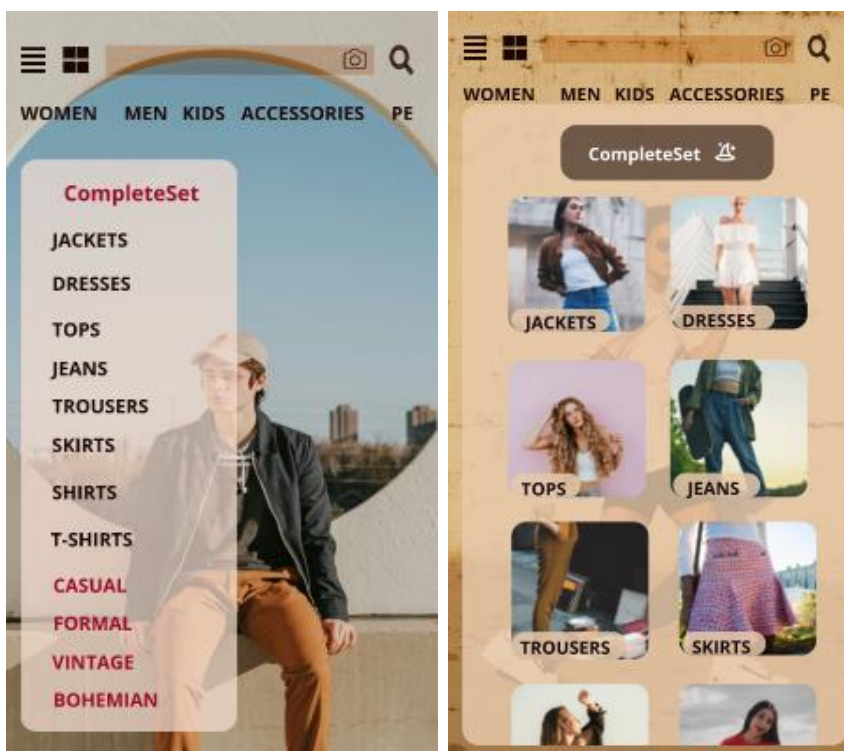 WOMEN MEN KIDS ACCESSORIES PE
CompleteSet
JACKETS
DRESSES
TOPS
JEANS
TROUSERS
SKIRTS
SHIRTS
T-SHIRTS
CASUAL
FORMAL
VINTAGE
BOHEMIAN
WOMEN MEN KIDS ACCESSORIES PE
CompleteSet
JACKETS DRESSES
TOPS JEANS
TROUSERS SKIRTS